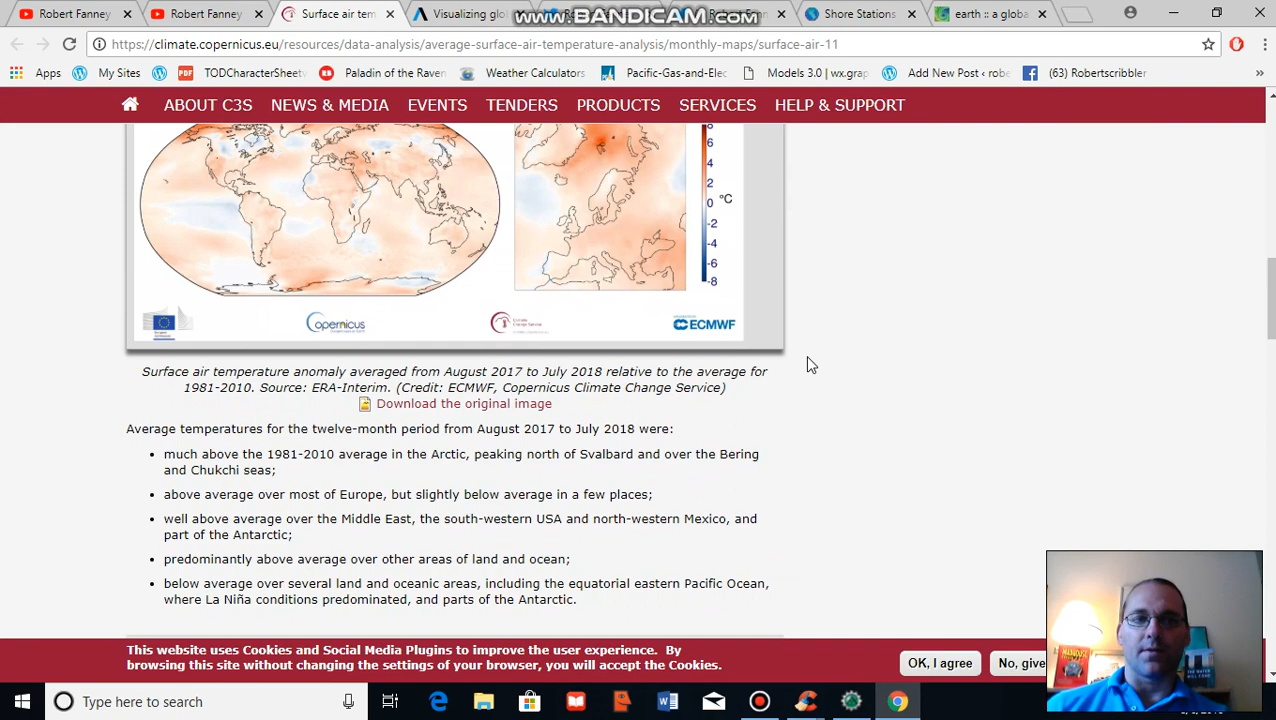 Robert Fanney
Robert Fanney
Surface air tem
Visualizing glo
www.BANDICAM.com
Shore Stations
earth :: a globa
https://climate.copernicus.eu/resources/data-analysis/average-surface-air-temperature-analysis/monthly-maps/surface-air-11
Apps My Sites TODCharacterSheet Paladin of the Raven Weather Calculators Pacific-Gas-and-Elec Models 3.0 | wx.grap Add New Post ‹ robe (63) Robertscribbler »
ABOUT C3S NEWS & MEDIA EVENTS TENDERS PRODUCTS SERVICES HELP & SUPPORT
8
6
4
2
0 °C
-2
-4
-6
-8
opernicus
Climate
Change Service
ECMWF
Surface air temperature anomaly averaged from August 2017 to July 2018 relative to the average for
1981-2010. Source: ERA-Interim. (Credit: ECMWF, Copernicus Climate Change Service)
Download the original image
Average temperatures for the twelve-month period from August 2017 to July 2018 were:
• much above the 1981-2010 average in the Arctic, peaking north of Svalbard and over the Bering
and Chukchi seas;
• above average over most of Europe, but slightly below average in a few places;
• well above average over the Middle East, the south-western USA and north-western Mexico, and
part of the Antarctic;
• predominantly above average over other areas of land and ocean;
• below average over several land and oceanic areas, including the equatorial eastern Pacific Ocean,
where La Niña conditions predominated, and parts of the Antarctic.
This website uses Cookies and Social Media Plugins to improve the user experience. By
browsing this site without changing the settings of your browser, you will accept the Cookies.
OK, I agree
No, give
Type here to search